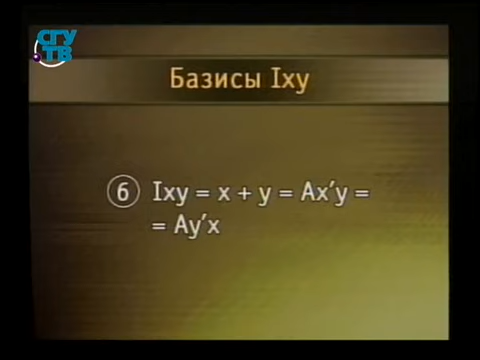 СГУ
ТВ
Базисы Ixy
6 Ixy = x + y = Ax′y =
= Ay′x